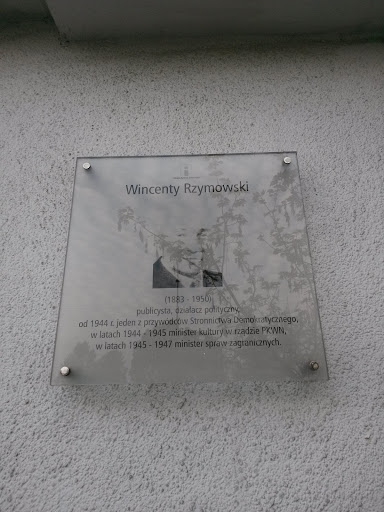 Wincenty Rzymowski
(1883 - 1950)
publicysta, działacz polityczny,
od 1944 r. jeden z przywódców Stronnictwa Demokratycznego,
w latach 1944 - 1945 minister kultury w rządzie PKWN,
w latach 1945 - 1947 minister spraw zagranicznych.